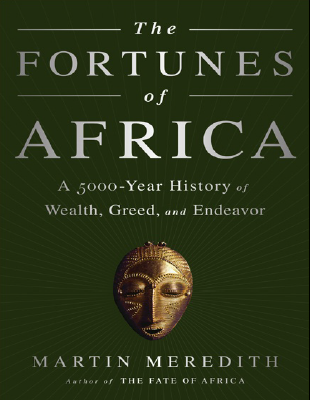 The
FORTUNES
of
AFRICA
A 5000-Year History of
Wealth, Greed, and Endeavor
MARTIN MEREDITH
Author of THE FATE OF AFRICA